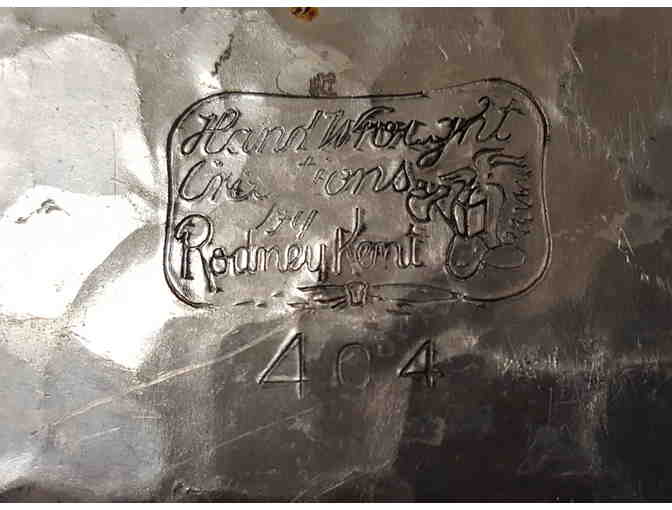 Hand Wrought
Creations
by
Rodney Kent
404